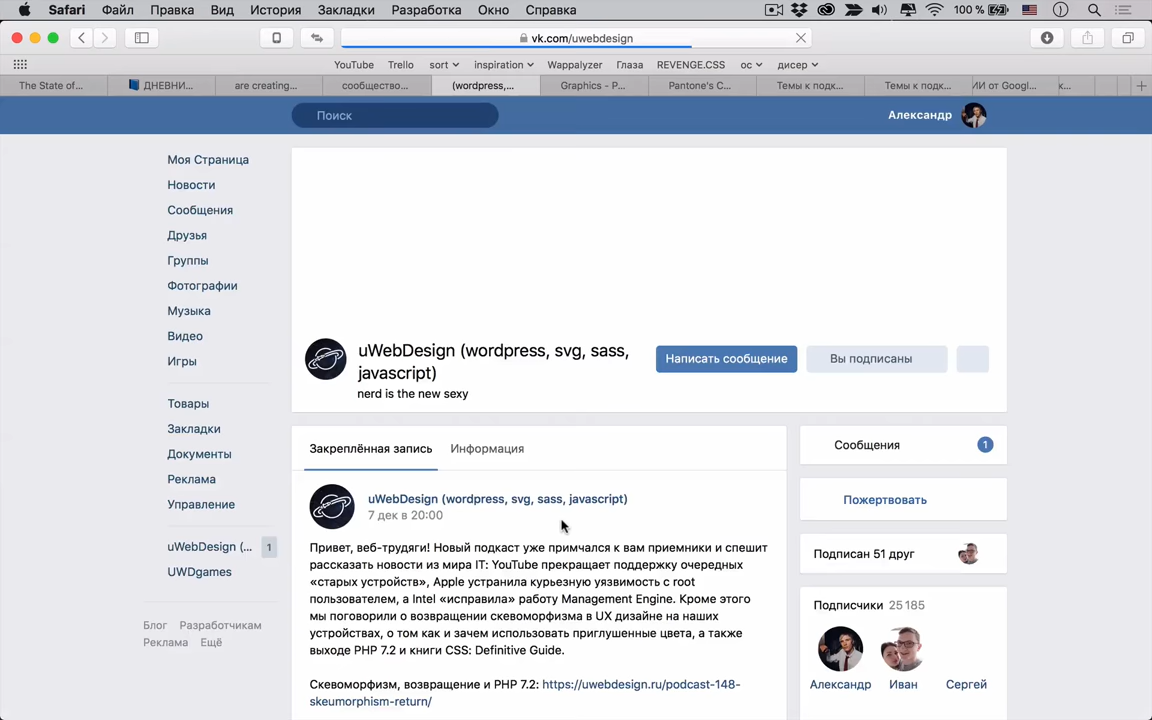 Safari Файл Правка Вид История Закладки Разработка Окно Справка 100 %
vk.com/uwebdesign
YouTube Trello sort inspiration Wappalyzer Глаза REVENGE.CSS ос дисер
The State of... ДНЕВНИ... are creating... сообщество... (wordpress,... Graphics - P... Pantone's C... Темы к подк... Темы к подк... ИИ от Googl... к...
Поиск
Александр
Моя Страница
Новости
Сообщения
Друзья
Группы
Фотографии
Музыка
Видео
Игры
Товары
Закладки
Документы
Реклама
Управление
uWebDesign (... 1
UWDgames
Блог Разработчикам
Реклама Ещё
uWebDesign (wordpress, svg, sass,
javascript)
nerd is the new sexy
Написать сообщение
Вы подписаны
Закреплённая запись Информация
uWebDesign (wordpress, svg, sass, javascript)
7 дек в 20:00
Привет, веб-трудяги! Новый подкаст уже примчался к вам приемники и спешит
рассказать новости из мира IT: YouTube прекращает поддержку очередных
«старых устройств», Apple устранила курьезную уязвимость с root
пользователем, а Intel «исправила» работу Management Engine. Кроме этого
мы поговорили о возвращении скевоморфизма в UX дизайне на наших
устройствах, о том как и зачем использовать приглушенные цвета, а также
выходе PHP 7.2 и книги CSS: Definitive Guide.
Скевоморфизм, возвращение и PHP 7.2: https://uwebdesign.ru/podcast-148-
skeumorphism-return/
Сообщения 1
Пожертвовать
Подписан 51 друг
Подписчики 25 185
Александр Иван Сергей